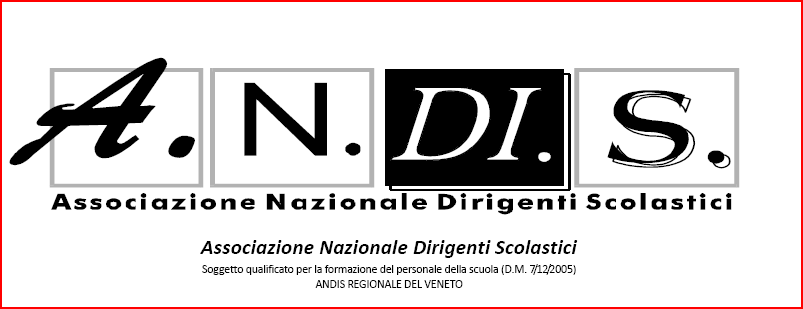 A. N. DI. S.
Associazione Nazionale Dirigenti Scolastici
Associazione Nazionale Dirigenti Scolastici
Soggetto qualificato per la formazione del personale della scuola (D.M. 7/12/2005)
ANDIS REGIONALE DEL VENETO